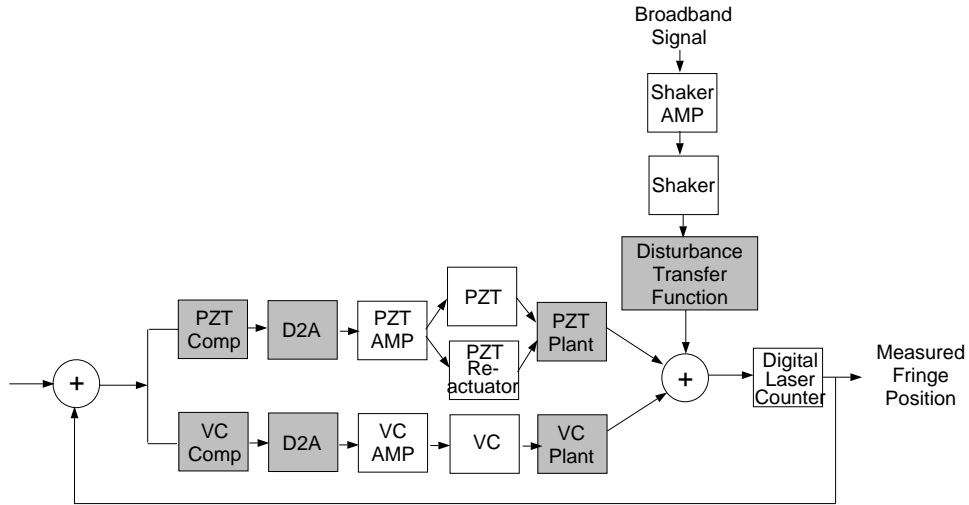 Broadband
Signal
Shaker
AMP
Shaker
Disturbance
Transfer
Function
PZT
Comp
D2A
PZT
AMP
PZT
PZT
Re-
actuator
PZT
Plant
+
+
Digital
Laser
Counter
Measured
Fringe
Position
VC
Comp
D2A
VC
AMP
VC
VC
Plant